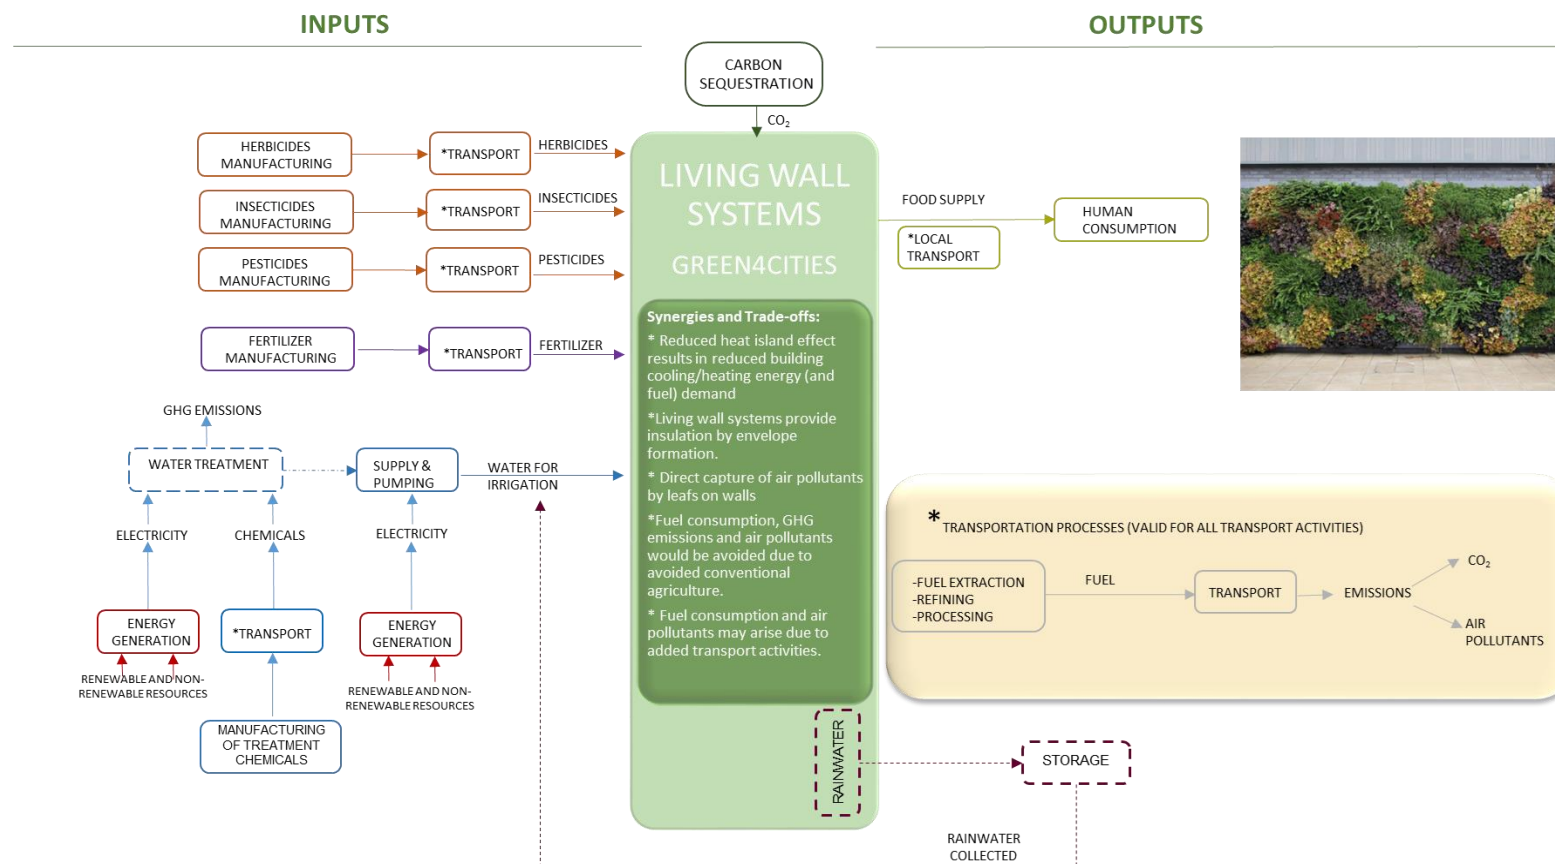 INPUTS
OUTPUTS
CARBON
SEQUESTRATION
CO₂
HERBICIDES
MANUFACTURING
*TRANSPORT
HERBICIDES
INSECTICIDES
MANUFACTURING
*TRANSPORT
INSECTICIDES
PESTICIDES
MANUFACTURING
*TRANSPORT
PESTICIDES
FERTILIZER
MANUFACTURING
*TRANSPORT
FERTILIZER
GHG EMISSIONS
WATER TREATMENT
SUPPLY &
PUMPING
WATER FOR
IRRIGATION
ELECTRICITY
CHEMICALS
ELECTRICITY
ENERGY
GENERATION
*TRANSPORT
ENERGY
GENERATION
RENEWABLE AND NON-
RENEWABLE RESOURCES
RENEWABLE AND NON-
RENEWABLE RESOURCES
MANUFACTURING
OF TREATMENT
CHEMICALS
LIVING WALL
SYSTEMS
GREEN4CITIES
Synergies and Trade-offs:
* Reduced heat island effect
results in reduced building
cooling/heating energy (and
fuel) demand
*Living wall systems provide
insulation by envelope
formation.
* Direct capture of air pollutants
by leafs on walls
*Fuel consumption, GHG
emissions and air pollutants
would be avoided due to
avoided conventional
agriculture.
* Fuel consumption and air
pollutants may arise due to
added transport activities.
RAINWATER
FOOD SUPPLY
*LOCAL
TRANSPORT
HUMAN
CONSUMPTION
* TRANSPORTATION PROCESSES (VALID FOR ALL TRANSPORT ACTIVITIES)
-FUEL EXTRACTION
-REFINING
-PROCESSING
FUEL
TRANSPORT
EMISSIONS
CO₂
AIR
POLLUTANTS
STORAGE
RAINWATER
COLLECTED